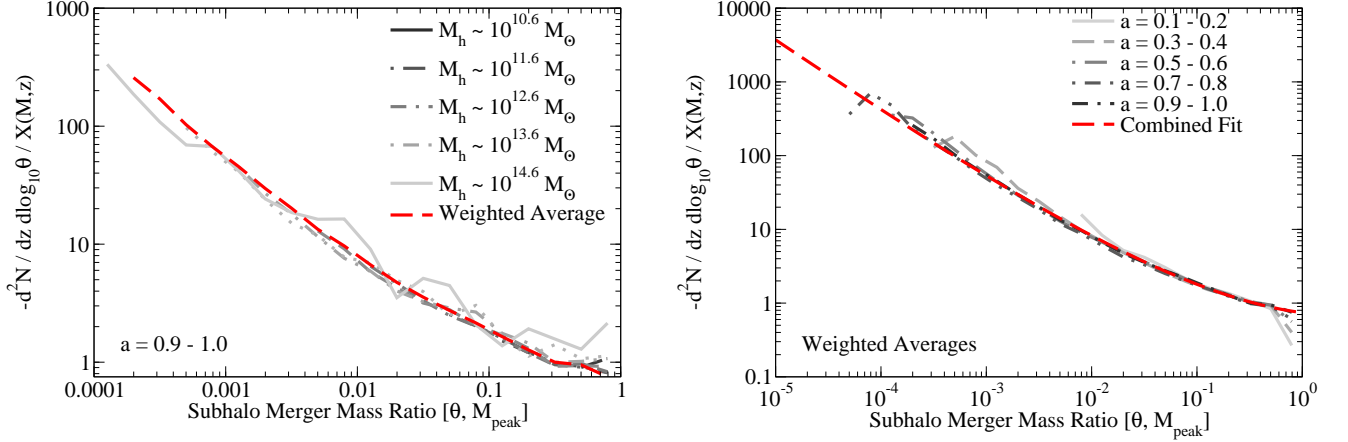 1000
100
10
1
0.0001
0.001
0.01
0.1
1
-d²N / dz dlog₁₀θ / X(M,z)
Subhalo Merger Mass Ratio [θ, M_peak]
M_h ~ 10^10.6 M_⊙
M_h ~ 10^11.6 M_⊙
M_h ~ 10^12.6 M_⊙
M_h ~ 10^13.6 M_⊙
M_h ~ 10^14.6 M_⊙
Weighted Average
a = 0.9 - 1.0
10000
1000
100
10
1
0.1
10⁻⁵
10⁻⁴
10⁻³
10⁻²
10⁻¹
10⁰
-d²N / dz dlog₁₀θ / X(M,z)
Subhalo Merger Mass Ratio [θ, M_peak]
a = 0.1 - 0.2
a = 0.3 - 0.4
a = 0.5 - 0.6
a = 0.7 - 0.8
a = 0.9 - 1.0
Combined Fit
Weighted Averages